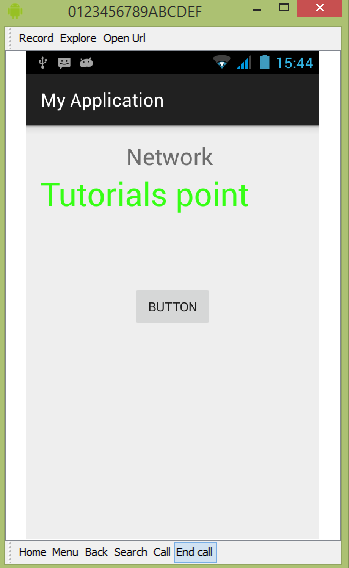 0123456789ABCDEF
Record Explore Open Url
15:44
My Application
Network
Tutorials point
BUTTON
Home Menu Back Search Call End call